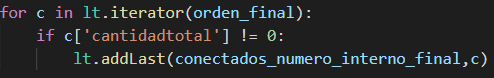 for c in lt.iterator(orden_final):
    if c['cantidadtotal'] != 0:
        lt.addLast(conectados_numero_interno_final,c)